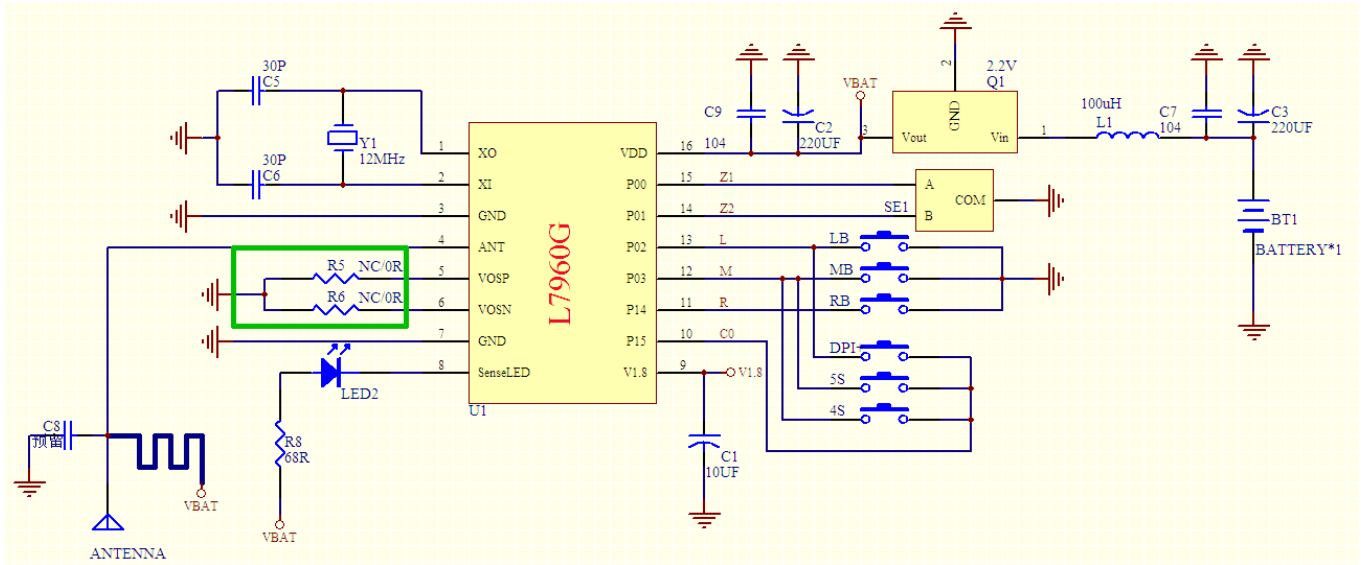 30P
C5
Y1
12MHz
30P
C6
1
XO
2
XI
3
GND
4
ANT
R5 NC/0R
5
VOSP
R6 NC/0R
6
VOSN
7
GND
8
SenseLED
LED2
R8
68R
VBAT
C8
预留
VBAT
ANTENNA
L7960G
U1
VDD
16
P00
15
Z1
P01
14
Z2
P02
13
L
P03
12
M
P14
11
R
P15
10
C0
V1.8
9
V1.8
C1
10UF
C9
104
C2
220UF
VBAT
3
2
2.2V
Q1
Vout
GND
Vin
1
100uH
L1
C7
104
C3
220UF
BT1
BATTERY*1
SE1
A
B
COM
LB
MB
RB
DPI-
5S
4S